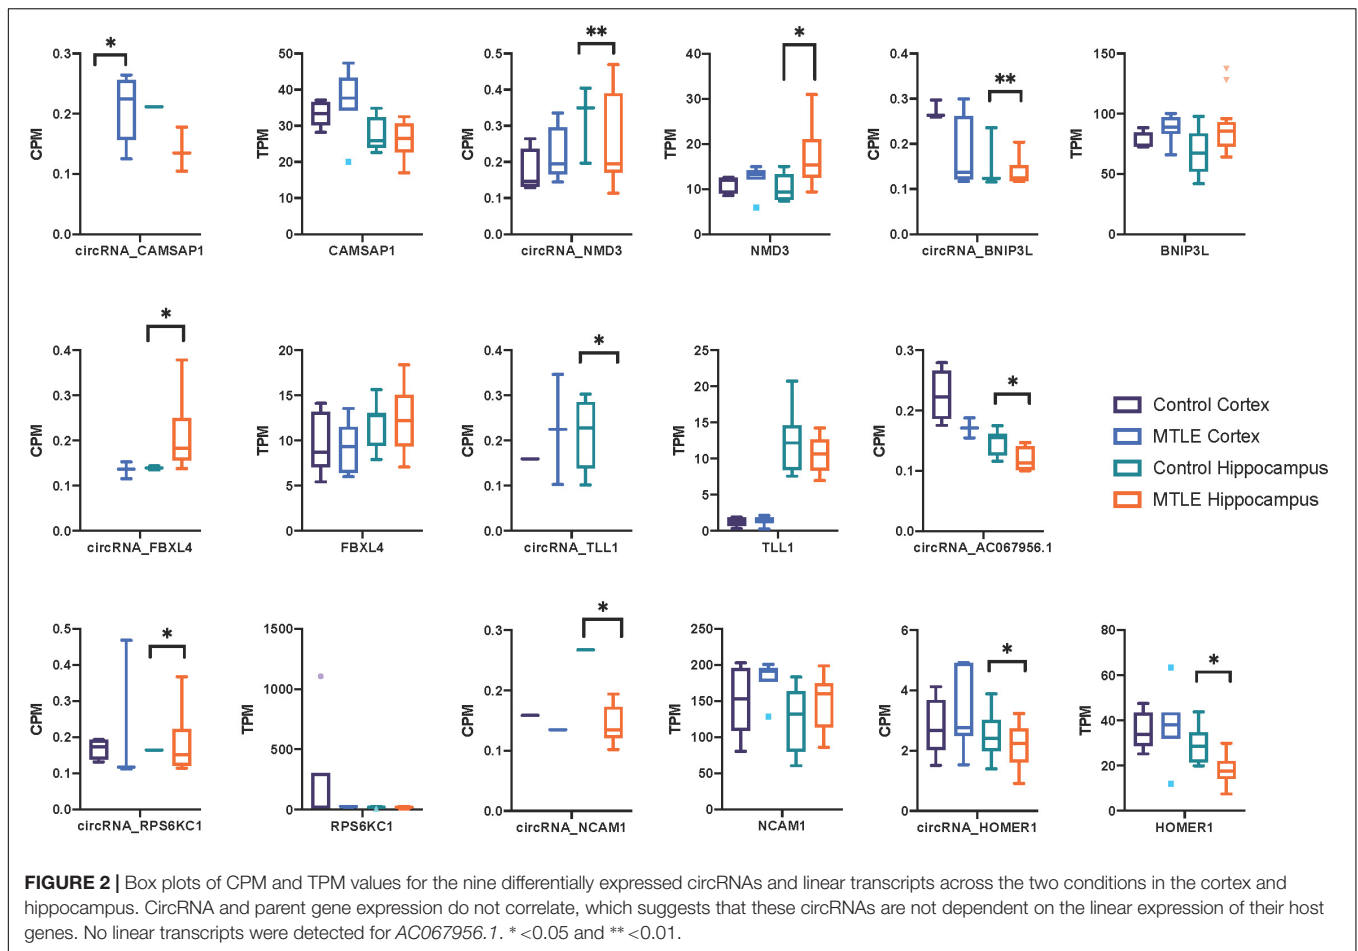 *
0.3
0.2
0.1
0.0
CPM
circRNA_CAMSAP1
50
40
30
20
10
0
TPM
CAMSAP1
**
0.5
0.4
0.3
0.2
0.1
0.0
CPM
circRNA_NMD3
*
40
30
20
10
0
TPM
NMD3
**
0.4
0.3
0.2
0.1
0.0
CPM
circRNA_BNIP3L
150
100
50
0
TPM
BNIP3L
*
0.4
0.3
0.2
0.1
0.0
CPM
circRNA_FBXL4
20
15
10
5
0
TPM
FBXL4
*
0.4
0.3
0.2
0.1
0.0
CPM
circRNA_TLL1
25
20
15
10
5
0
TPM
TLL1
*
0.3
0.2
0.1
0.0
CPM
circRNA_AC067956.1
Control Cortex
MTLE Cortex
Control Hippocampus
MTLE Hippocampus
*
0.5
0.4
0.3
0.2
0.1
0.0
CPM
circRNA_RPS6KC1
1500
1000
500
0
TPM
RPS6KC1
*
0.3
0.2
0.1
0.0
CPM
circRNA_NCAM1
250
200
150
100
50
0
TPM
NCAM1
*
6
4
2
0
CPM
circRNA_HOMER1
*
80
60
40
20
0
TPM
HOMER1
FIGURE 2 | Box plots of CPM and TPM values for the nine differentially expressed circRNAs and linear transcripts across the two conditions in the cortex and
hippocampus. CircRNA and parent gene expression do not correlate, which suggests that these circRNAs are not dependent on the linear expression of their host
genes. No linear transcripts were detected for AC067956.1. * <0.05 and ** <0.01.